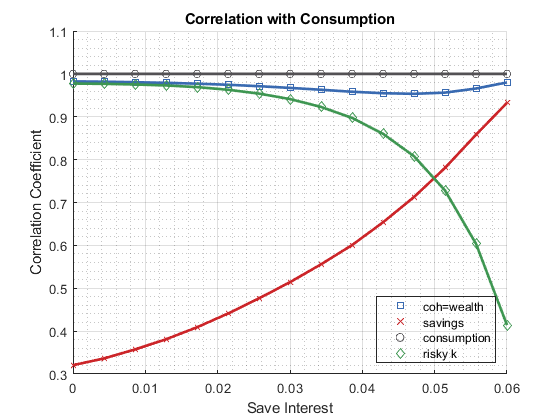 Correlation with Consumption
1.1
1
0.9
0.8
0.7
0.6
0.5
0.4
0.3
Correlation Coefficient
coh=wealth
savings
consumption
risky k
0 0.01 0.02 0.03 0.04 0.05 0.06
Save Interest